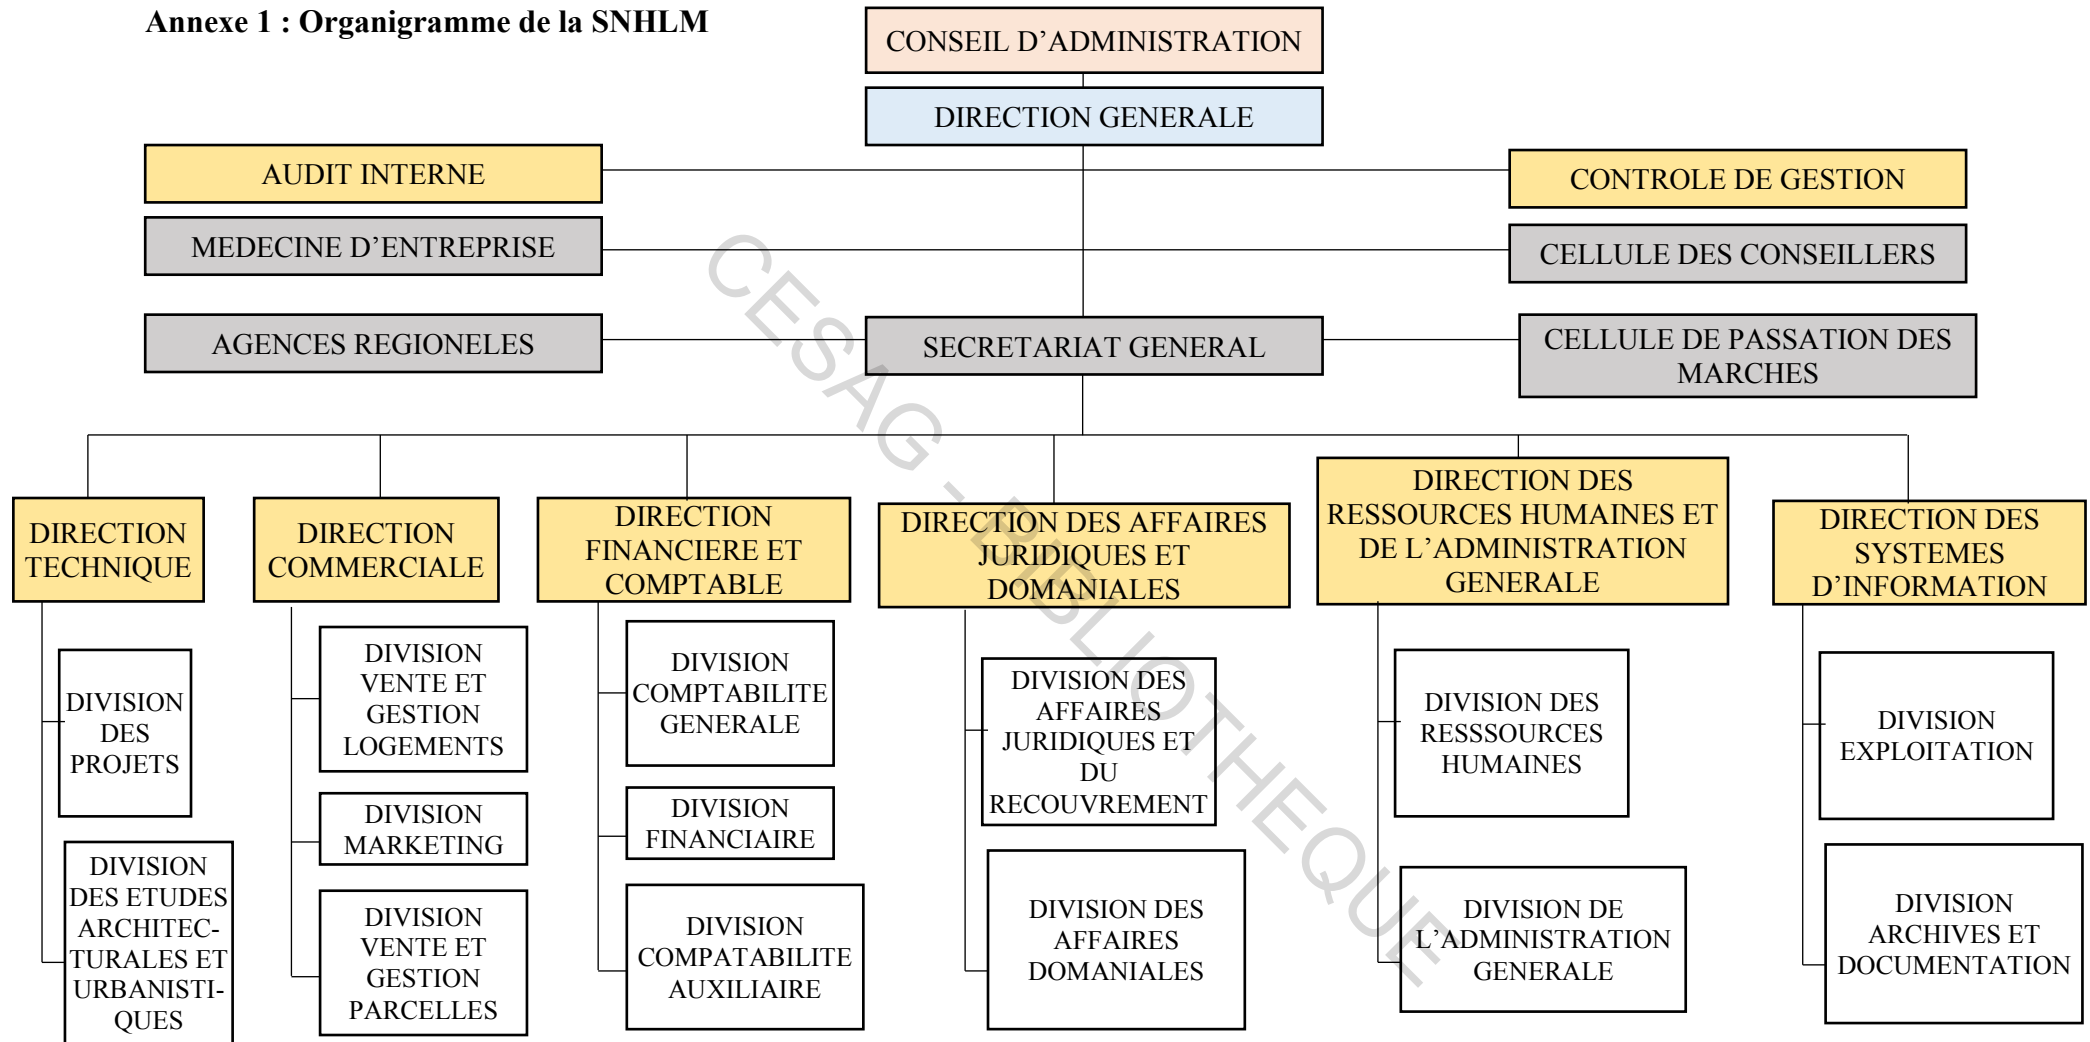 Annexe 1 : Organigramme de la SNHLM
CONSEIL D’ADMINISTRATION
DIRECTION GENERALE
AUDIT INTERNE
CONTROLE DE GESTION
MEDECINE D’ENTREPRISE
CELLULE DES CONSEILLERS
AGENCES REGIONELES
SECRETARIAT GENERAL
CELLULE DE PASSATION DES
MARCHES
DIRECTION
TECHNIQUE
DIRECTION
COMMERCIALE
DIRECTION
FINANCIERE ET
COMPTABLE
DIRECTION DES AFFAIRES
JURIDIQUES ET
DOMANIALES
DIRECTION DES
RESSOURCES HUMAINES ET
DE L’ADMINISTRATION
GENERALE
DIRECTION DES
SYSTEMES
D’INFORMATION
DIVISION
DES
PROJETS
DIVISION
DES ETUDES
ARCHITEC-
TURALES ET
URBANISTI-
QUES
DIVISION
VENTE ET
GESTION
LOGEMENTS
DIVISION
MARKETING
DIVISION
VENTE ET
GESTION
PARCELLES
DIVISION
COMPTABILITE
GENERALE
DIVISION
FINANCIAIRE
DIVISION
COMPATABILITE
AUXILIAIRE
DIVISION DES
AFFAIRES
JURIDIQUES ET
DU
RECOUVREMENT
DIVISION DES
AFFAIRES
DOMANIALES
DIVISION DES
RESSSOURCES
HUMAINES
DIVISION DE
L’ADMINISTRATION
GENERALE
DIVISION
EXPLOITATION
DIVISION
ARCHIVES ET
DOCUMENTATION
CESAG - BIBLIOTHEQUE